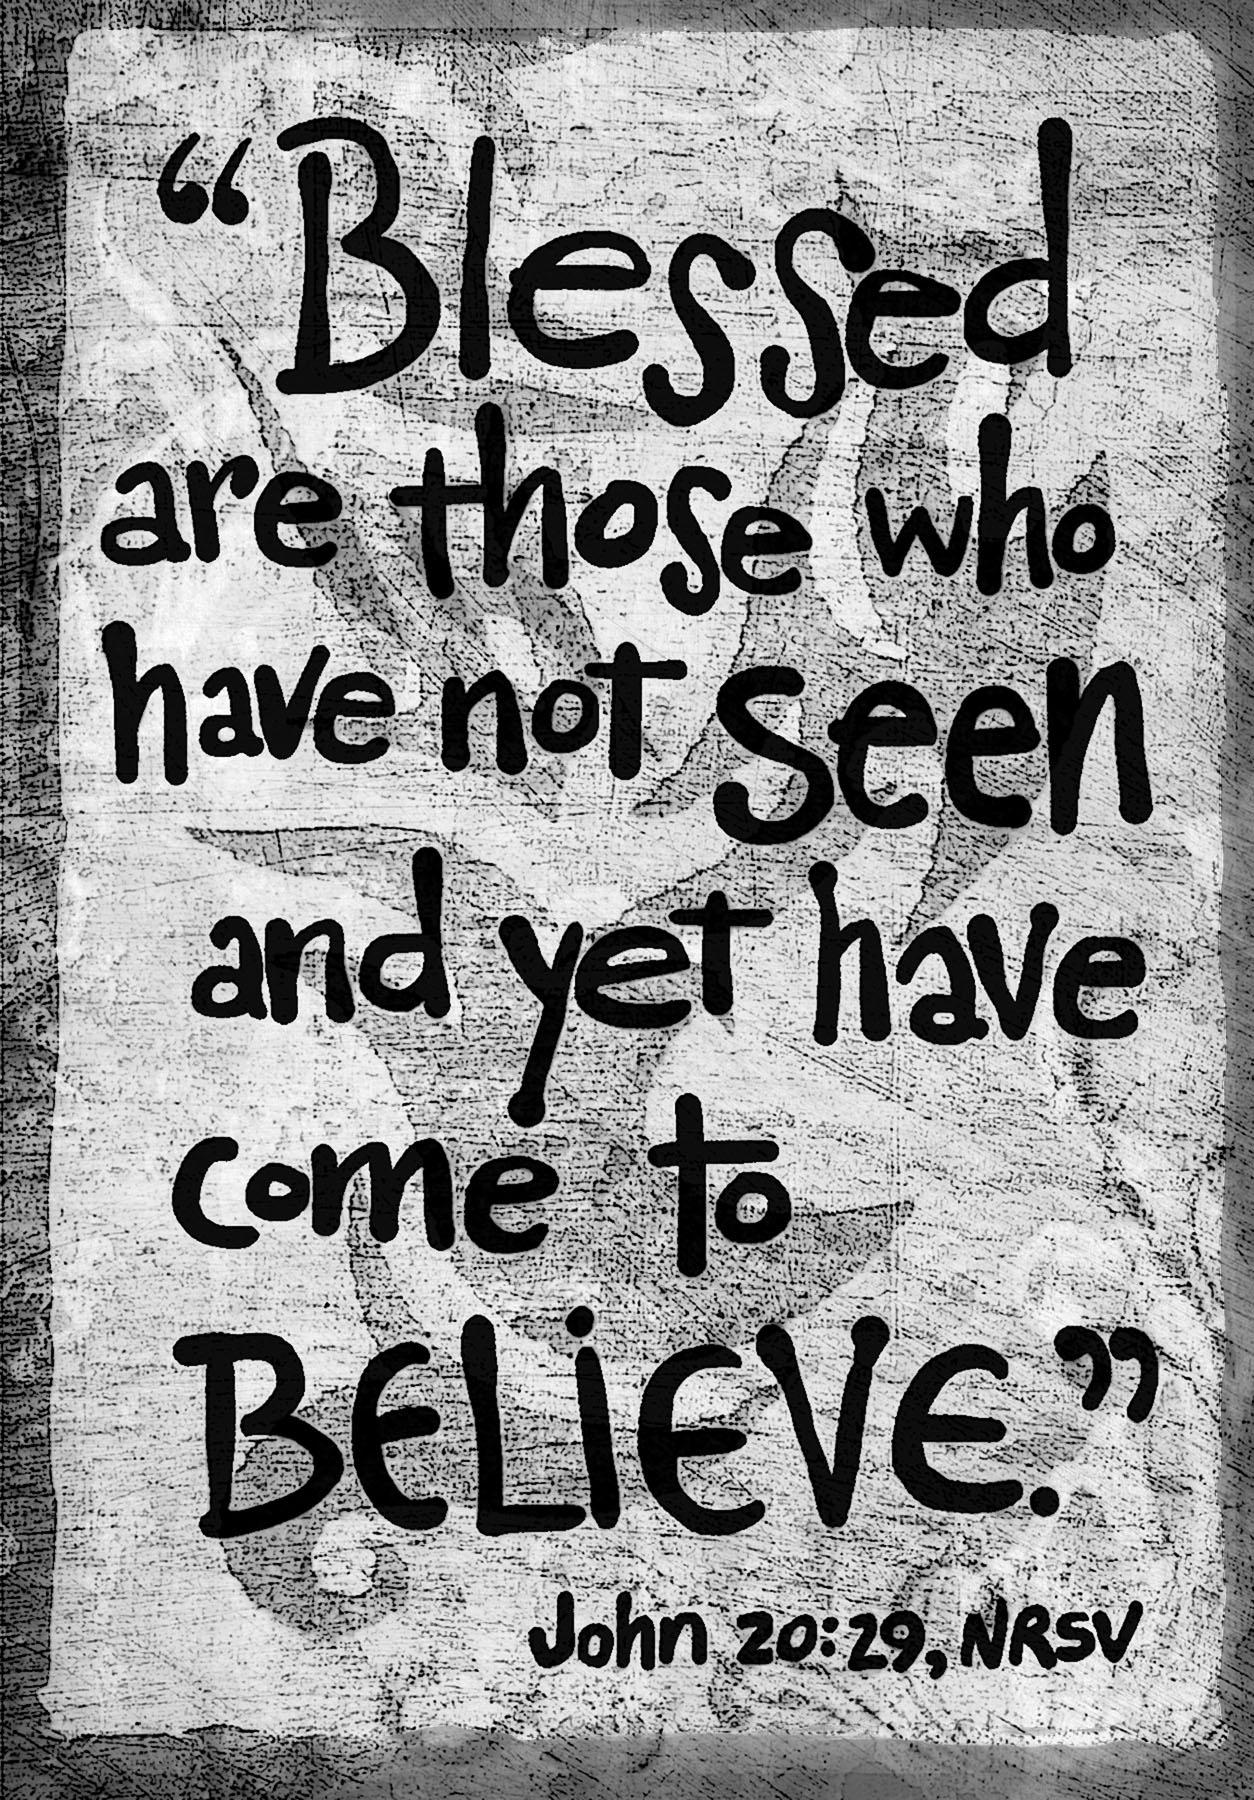 “Blessed
are those who
have not seen
and yet have
come to
BeLieVe.”
John 20:29, NRSV